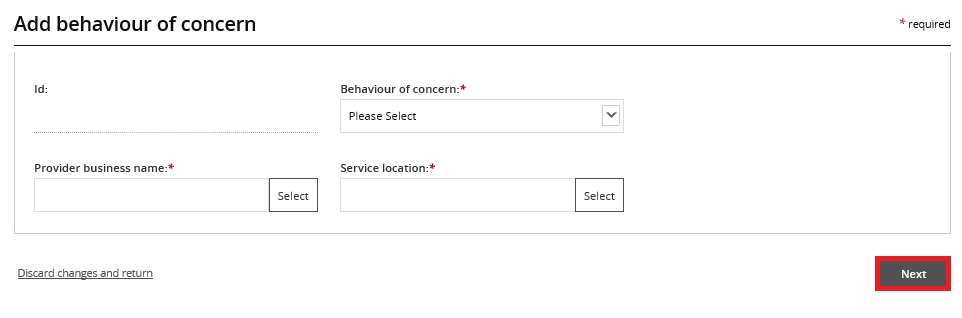 Add behaviour of concern
* required
Id:
Behaviour of concern:*
Please Select
Provider business name:*
Select
Service location:*
Select
Discard changes and return
Next